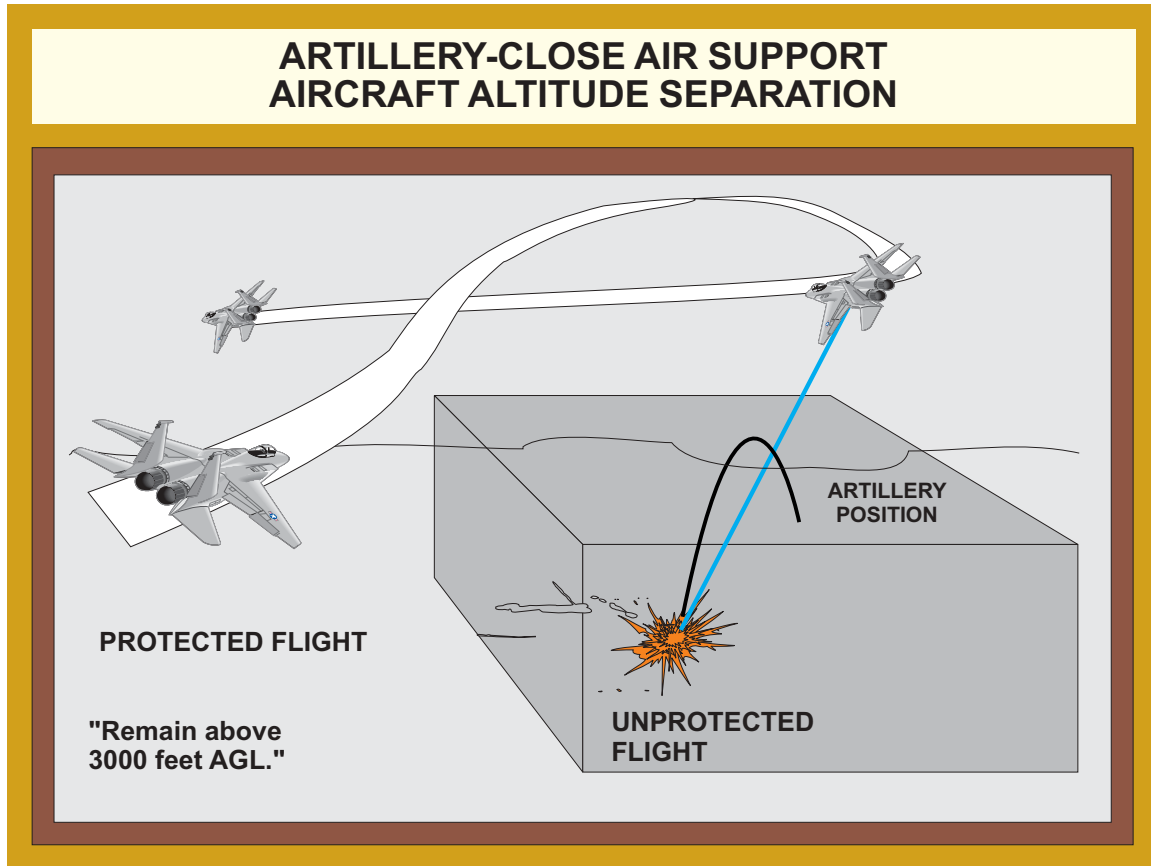 ARTILLERY-CLOSE AIR SUPPORT
AIRCRAFT ALTITUDE SEPARATION
ARTILLERY
POSITION
PROTECTED FLIGHT
"Remain above
3000 feet AGL."
UNPROTECTED
FLIGHT